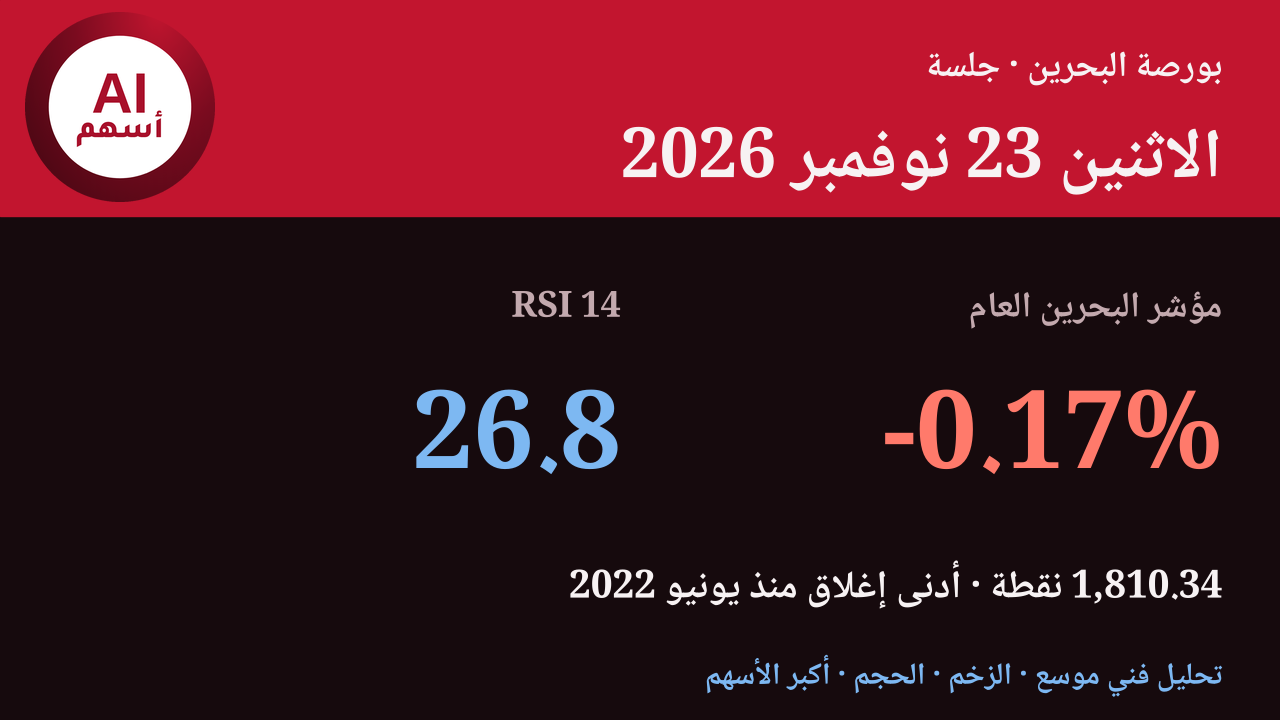 AI
أسهم
بورصة البحرين · جلسة
الاثنين 23 نوفمبر 2026
مؤشر البحرين العام
-0.17%
RSI 14
26.8
1,810.34 نقطة · أدنى إغلاق منذ يونيو 2022
تحليل فني موسع · الزخم · الحجم · أكبر الأسهم